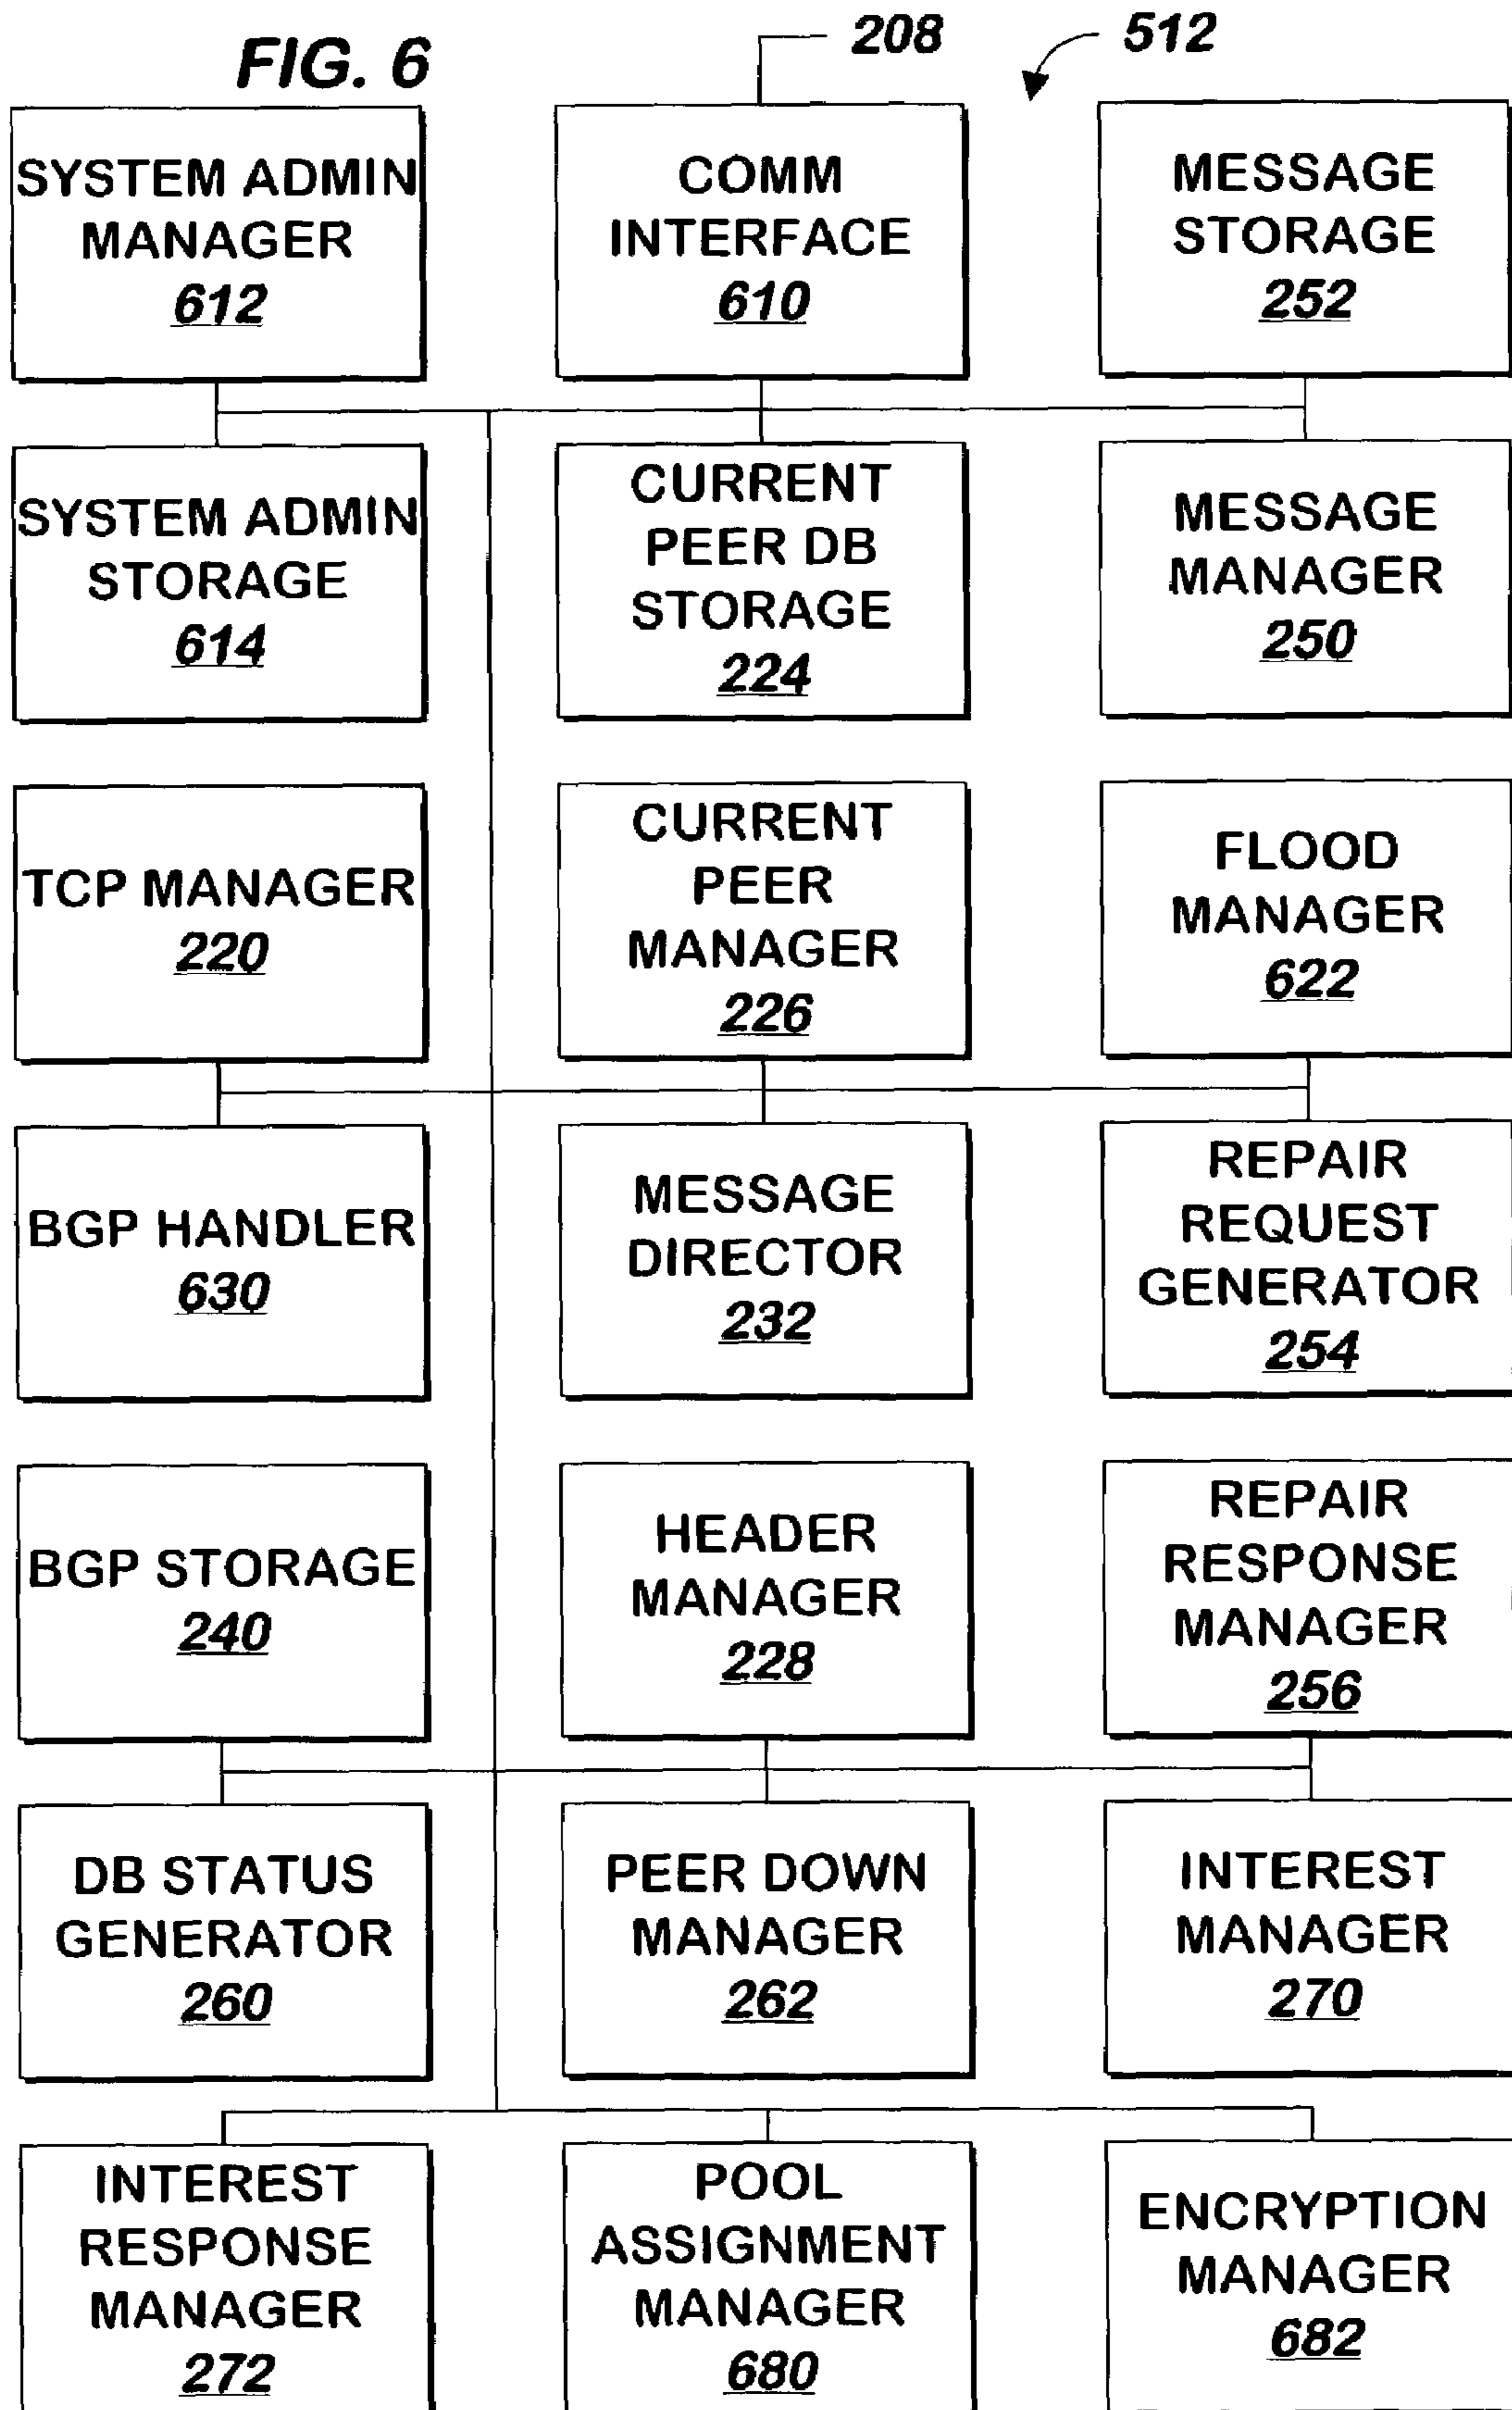 FIG. 6
208
512
SYSTEM ADMIN
MANAGER
612
COMM
INTERFACE
610
MESSAGE
STORAGE
252
SYSTEM ADMIN
STORAGE
614
CURRENT
PEER DB
STORAGE
224
MESSAGE
MANAGER
250
TCP MANAGER
220
CURRENT
PEER
MANAGER
226
FLOOD
MANAGER
622
BGP HANDLER
630
MESSAGE
DIRECTOR
232
REPAIR
REQUEST
GENERATOR
254
BGP STORAGE
240
HEADER
MANAGER
228
REPAIR
RESPONSE
MANAGER
256
DB STATUS
GENERATOR
260
PEER DOWN
MANAGER
262
INTEREST
MANAGER
270
INTEREST
RESPONSE
MANAGER
272
POOL
ASSIGNMENT
MANAGER
680
ENCRYPTION
MANAGER
682